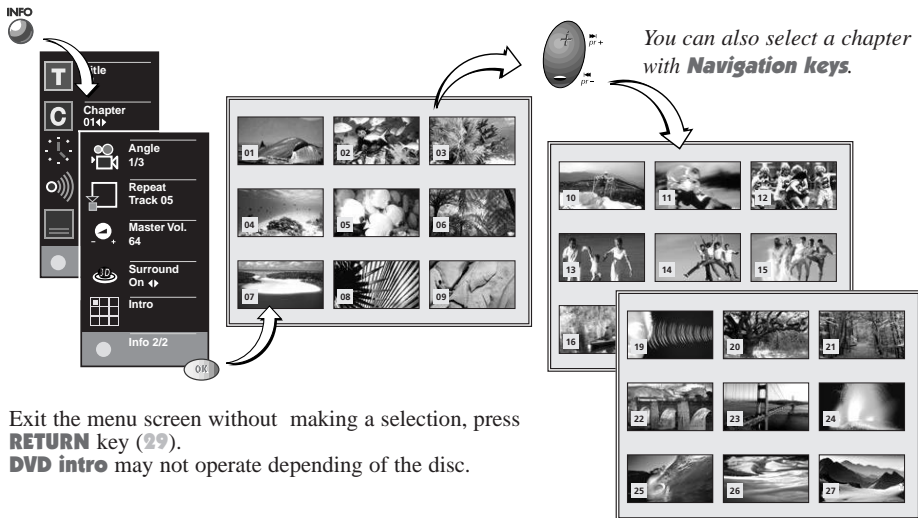 INFO
T
itle
C
Chapter
01
Angle
1/3
Repeat
Track 05
Master Vol.
- +
64
3D
Surround
On
Intro
Info 2/2
OK
01 02 03
04 05 06
07 08 09
+
pr +
pr -
You can also select a chapter
with Navigation keys.
10 11 12
13 14 15
16
19 20 21
22 23 24
25 26 27
Exit the menu screen without making a selection, press
RETURN key (29).
DVD intro may not operate depending of the disc.